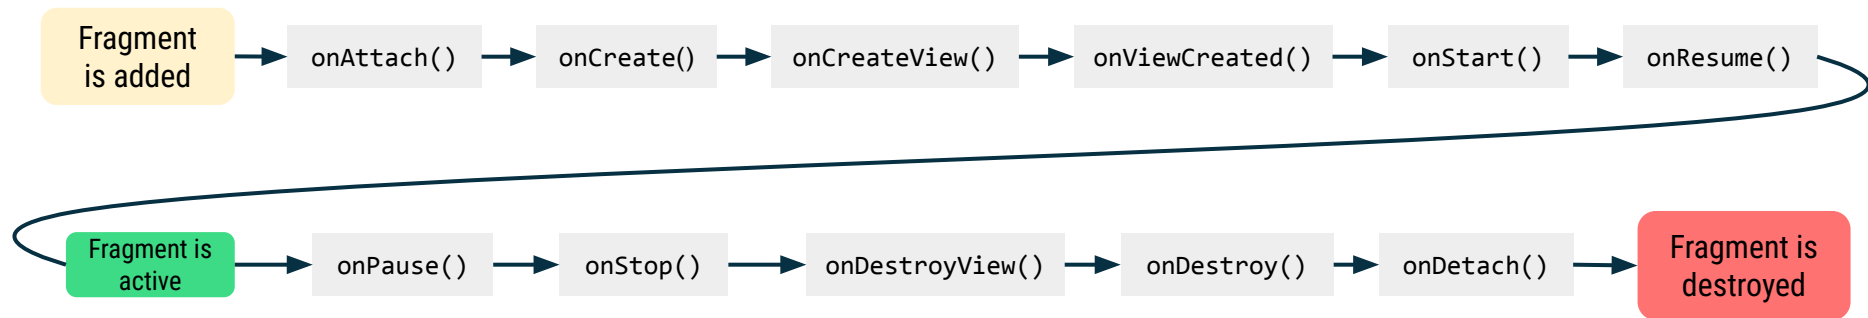 Fragment
is added
onAttach()
onCreate()
onCreateView()
onViewCreated()
onStart()
onResume()
Fragment is
active
onPause()
onStop()
onDestroyView()
onDestroy()
onDetach()
Fragment is
destroyed